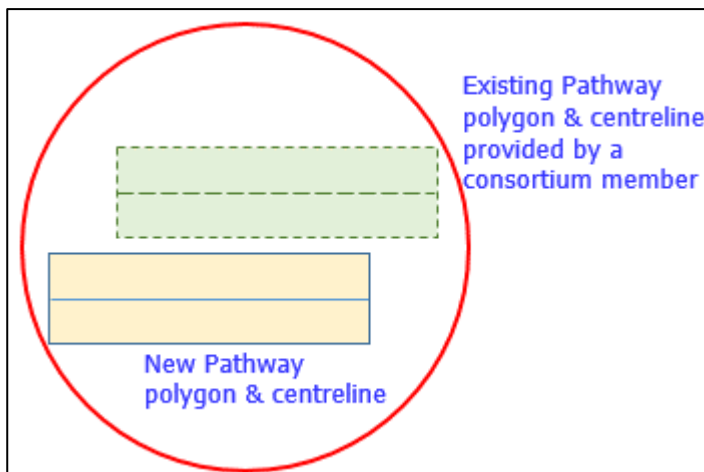 Existing Pathway
polygon & centreline
provided by a
consortium member
New Pathway
polygon & centreline